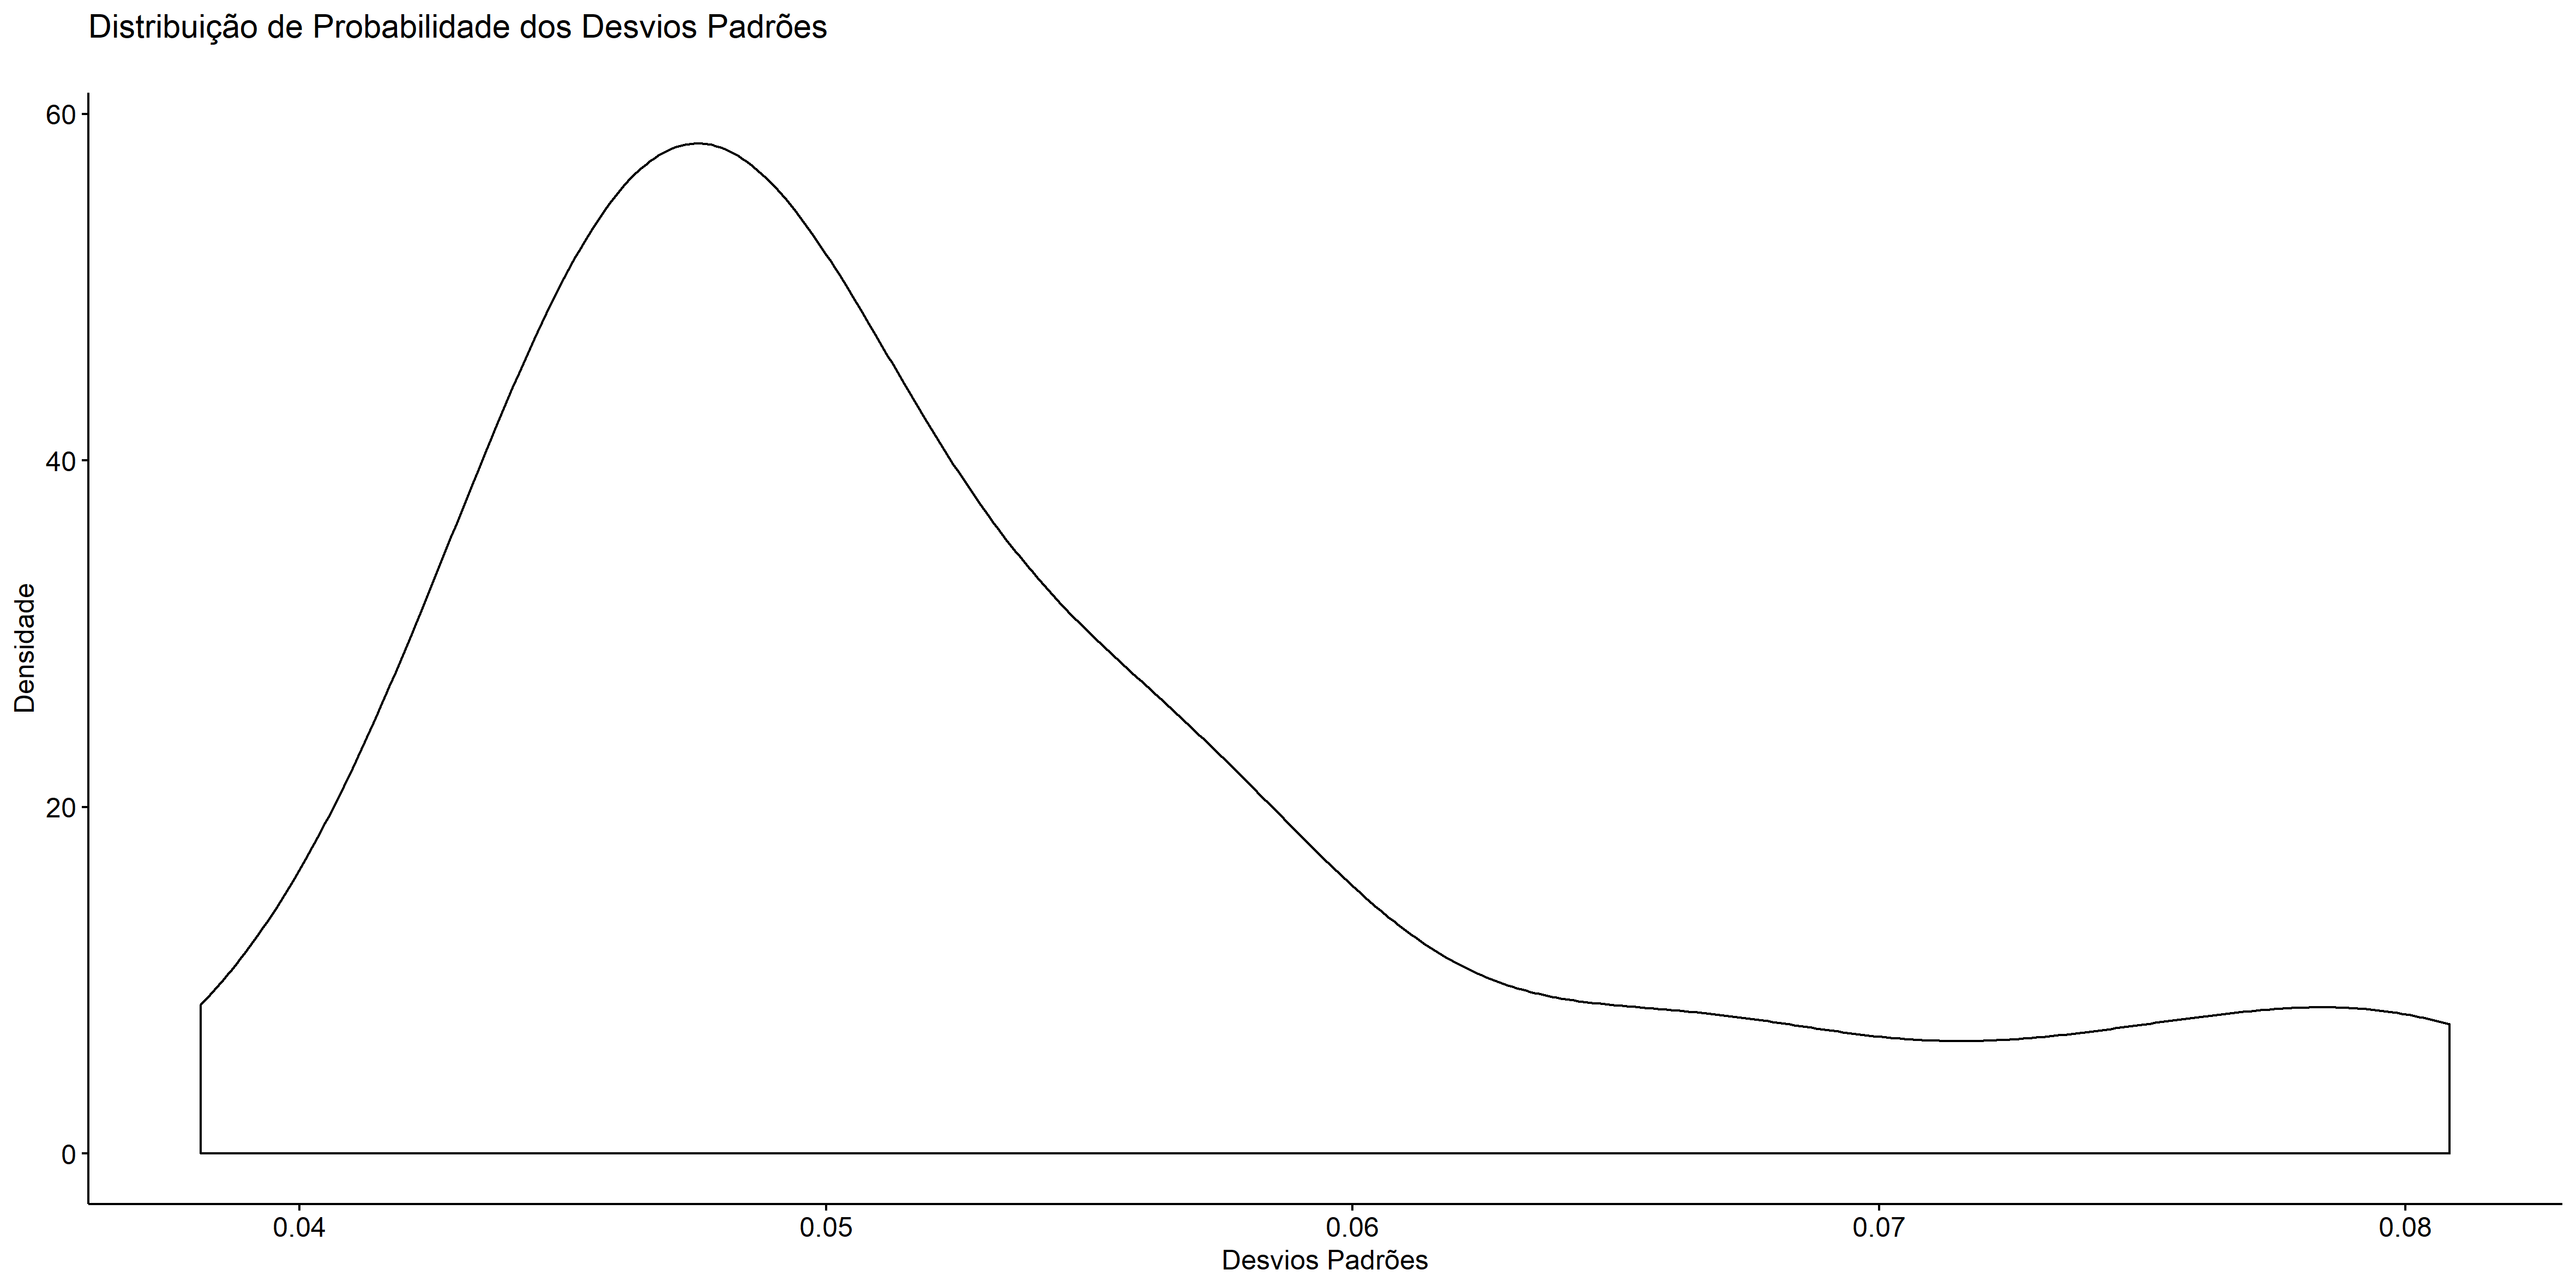 Distribuição de Probabilidade dos Desvios Padrões
60
40
20
0
Densidade
0.04 0.05 0.06 0.07 0.08
Desvios Padrões